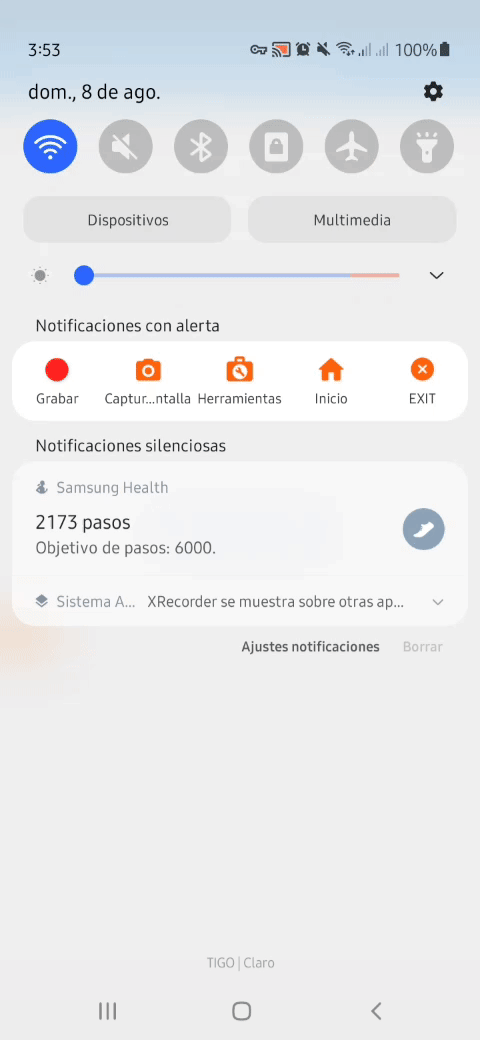 3:53
100%
dom., 8 de ago.
Dispositivos
Multimedia
Notificaciones con alerta
Grabar
Captur...ntalla
Herramientas
Inicio
EXIT
Notificaciones silenciosas
Samsung Health
2173 pasos
Objetivo de pasos: 6000.
Sistema A... XRecorder se muestra sobre otras ap...
Ajustes notificaciones
Borrar
TIGO | Claro